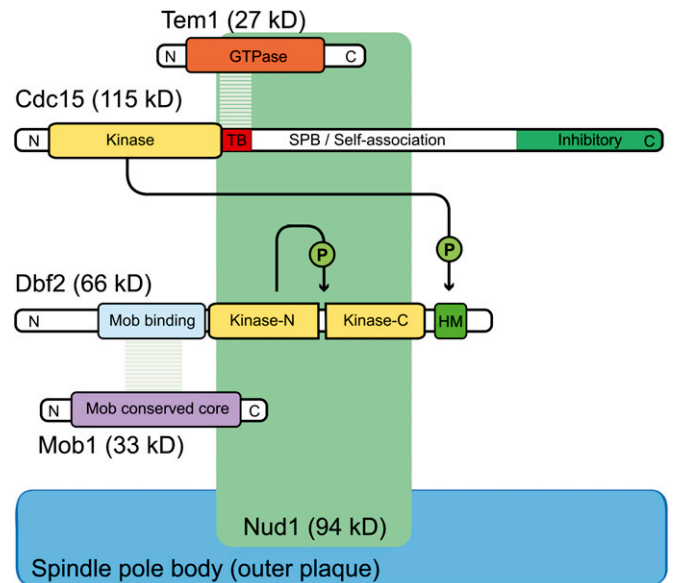 Tem1 (27 kD)
N GTPase C
Cdc15 (115 kD)
N Kinase TB SPB / Self-association Inhibitory C
P P
Dbf2 (66 kD)
N Mob binding Kinase-N Kinase-C HM
N Mob conserved core C
Mob1 (33 kD)
Nud1 (94 kD)
Spindle pole body (outer plaque)